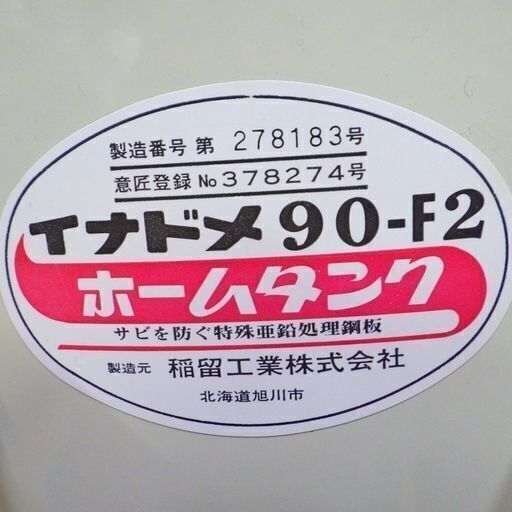 製造番号 第 278183号
意匠登録 No378274号
イナドメ 90-F2
ホームタンク
サビを防ぐ特殊亜鉛処理鋼板
製造元 稲留工業株式会社
北海道旭川市